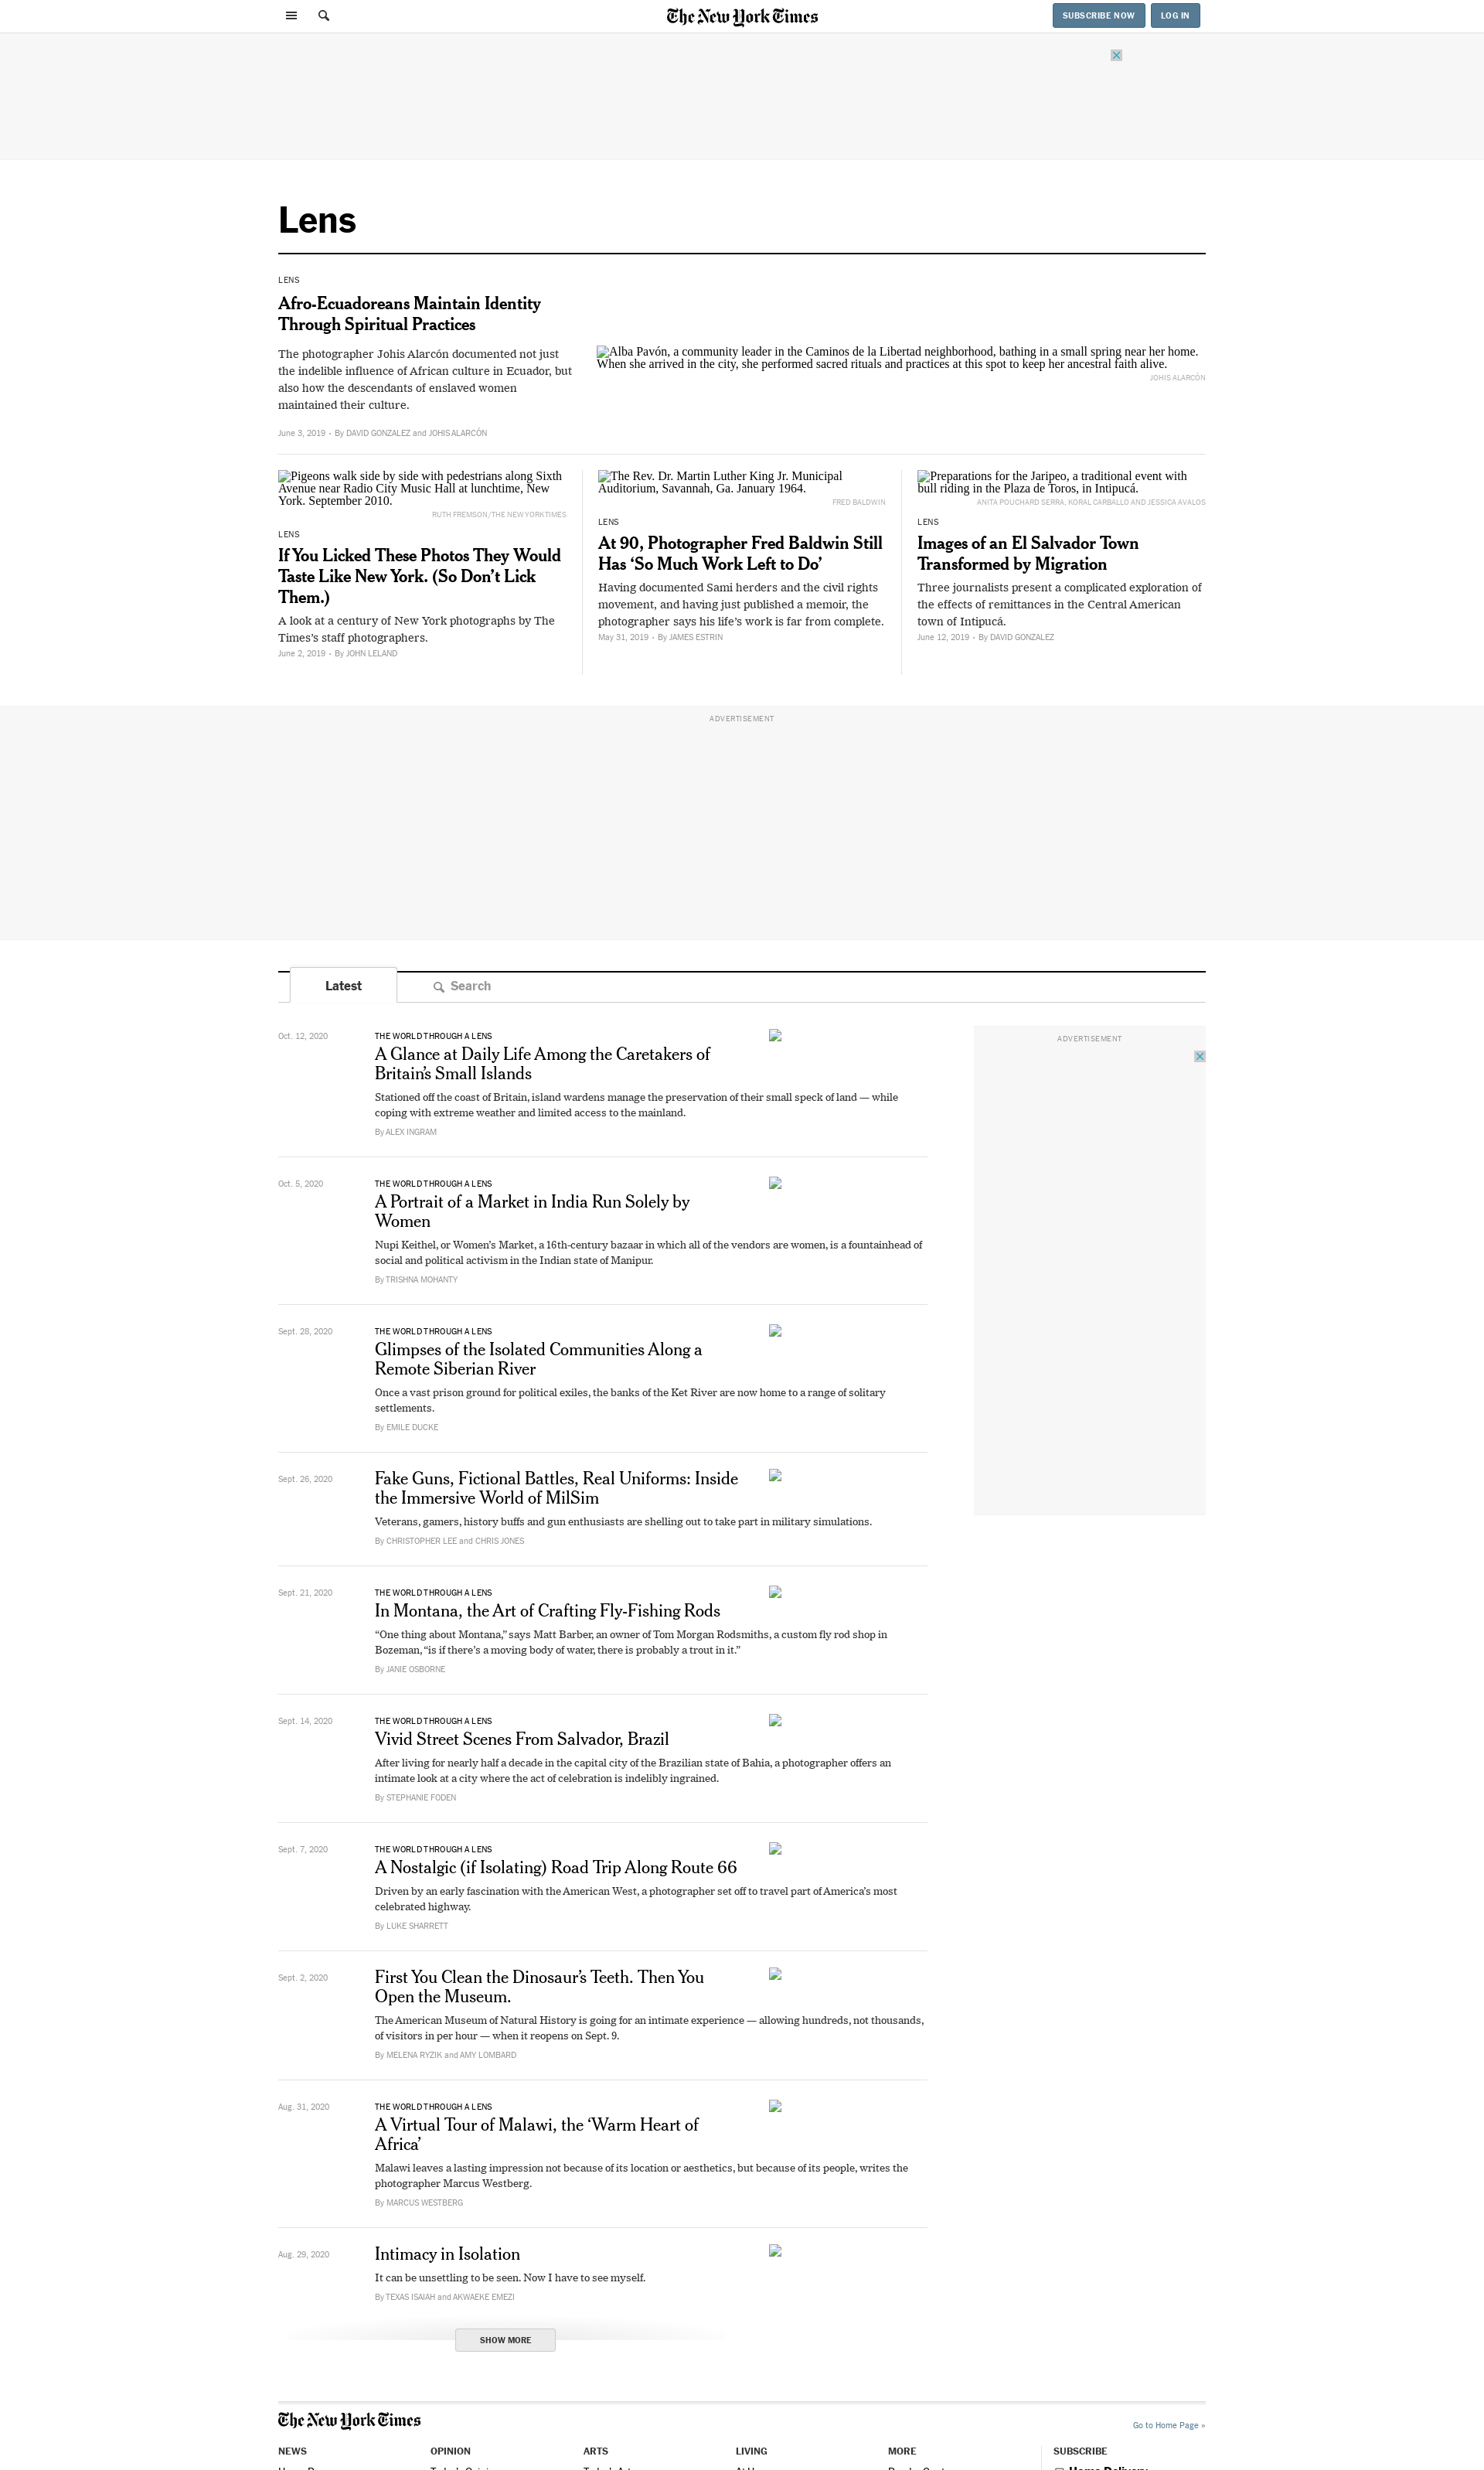 The New York Times
SUBSCRIBE NOW
LOG IN
Lens
LENS
Afro-Ecuadoreans Maintain Identity
Through Spiritual Practices
The photographer Johis Alarcón documented not just
the indelible influence of African culture in Ecuador, but
also how the descendants of enslaved women
maintained their culture.
June 3, 2019 • By DAVID GONZALEZ and JOHIS ALARCÓN
Alba Pavón, a community leader in the Caminos de la Libertad neighborhood, bathing in a small spring near her home.
When she arrived in the city, she performed sacred rituals and practices at this spot to keep her ancestral faith alive.
JOHIS ALARCÓN
Pigeons walk side by side with pedestrians along Sixth
Avenue near Radio City Music Hall at lunchtime, New
York. September 2010.
RUTH FREMSON/THE NEW YORK TIMES
LENS
If You Licked These Photos They Would
Taste Like New York. (So Don’t Lick
Them.)
A look at a century of New York photographs by The
Times’s staff photographers.
June 2, 2019 • By JOHN LELAND
The Rev. Dr. Martin Luther King Jr. Municipal
Auditorium, Savannah, Ga. January 1964.
FRED BALDWIN
LENS
At 90, Photographer Fred Baldwin Still
Has ‘So Much Work Left to Do’
Having documented Sami herders and the civil rights
movement, and having just published a memoir, the
photographer says his life’s work is far from complete.
May 31, 2019 • By JAMES ESTRIN
Preparations for the Jaripeo, a traditional event with
bull riding in the Plaza de Toros, in Intipucá.
ANITA POUCHARD SERRA, KORAL CARBALLO AND JESSICA AVALOS
LENS
Images of an El Salvador Town
Transformed by Migration
Three journalists present a complicated exploration of
the effects of remittances in the Central American
town of Intipucá.
June 12, 2019 • By DAVID GONZALEZ
ADVERTISEMENT
Latest
Search
ADVERTISEMENT
Oct. 12, 2020
THE WORLD THROUGH A LENS
A Glance at Daily Life Among the Caretakers of
Britain’s Small Islands
Stationed off the coast of Britain, island wardens manage the preservation of their small speck of land — while
coping with extreme weather and limited access to the mainland.
By ALEX INGRAM
Oct. 5, 2020
THE WORLD THROUGH A LENS
A Portrait of a Market in India Run Solely by
Women
Nupi Keithel, or Women’s Market, a 16th-century bazaar in which all of the vendors are women, is a fountainhead of
social and political activism in the Indian state of Manipur.
By TRISHNA MOHANTY
Sept. 28, 2020
THE WORLD THROUGH A LENS
Glimpses of the Isolated Communities Along a
Remote Siberian River
Once a vast prison ground for political exiles, the banks of the Ket River are now home to a range of solitary
settlements.
By EMILE DUCKE
Sept. 26, 2020
Fake Guns, Fictional Battles, Real Uniforms: Inside
the Immersive World of MilSim
Veterans, gamers, history buffs and gun enthusiasts are shelling out to take part in military simulations.
By CHRISTOPHER LEE and CHRIS JONES
Sept. 21, 2020
THE WORLD THROUGH A LENS
In Montana, the Art of Crafting Fly-Fishing Rods
“One thing about Montana,” says Matt Barber, an owner of Tom Morgan Rodsmiths, a custom fly rod shop in
Bozeman, “is if there’s a moving body of water, there is probably a trout in it.”
By JANIE OSBORNE
Sept. 14, 2020
THE WORLD THROUGH A LENS
Vivid Street Scenes From Salvador, Brazil
After living for nearly half a decade in the capital city of the Brazilian state of Bahia, a photographer offers an
intimate look at a city where the act of celebration is indelibly ingrained.
By STEPHANIE FODEN
Sept. 7, 2020
THE WORLD THROUGH A LENS
A Nostalgic (if Isolating) Road Trip Along Route 66
Driven by an early fascination with the American West, a photographer set off to travel part of America’s most
celebrated highway.
By LUKE SHARRETT
Sept. 2, 2020
First You Clean the Dinosaur’s Teeth. Then You
Open the Museum.
The American Museum of Natural History is going for an intimate experience — allowing hundreds, not thousands,
of visitors in per hour — when it reopens on Sept. 9.
By MELENA RYZIK and AMY LOMBARD
Aug. 31, 2020
THE WORLD THROUGH A LENS
A Virtual Tour of Malawi, the ‘Warm Heart of
Africa’
Malawi leaves a lasting impression not because of its location or aesthetics, but because of its people, writes the
photographer Marcus Westberg.
By MARCUS WESTBERG
Aug. 29, 2020
Intimacy in Isolation
It can be unsettling to be seen. Now I have to see myself.
By TEXAS ISAIAH and AKWAEKE EMEZI
SHOW MORE
The New York Times
Go to Home Page »
NEWS
OPINION
ARTS
LIVING
MORE
SUBSCRIBE